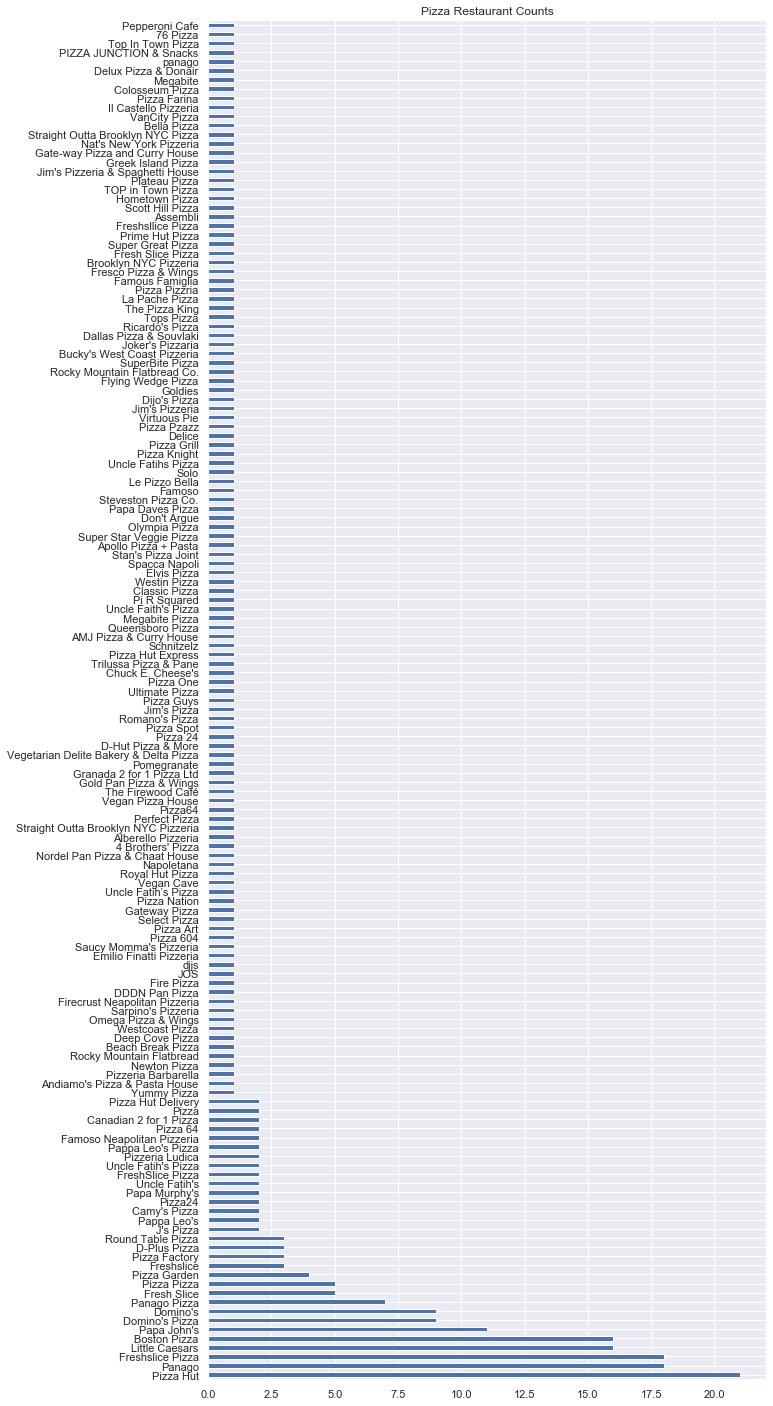 Pizza Restaurant Counts
Pepperoni Cafe
76 Pizza
Top In Town Pizza
PIZZA JUNCTION & Snacks
panago
Delux Pizza & Donair
Megabite
Colosseum Pizza
Pizza Farina
Il Castello Pizzeria
VanCity Pizza
Bella Pizza
Straight Outta Brooklyn NYC Pizza
Nat's New York Pizzeria
Gate-way Pizza and Curry House
Greek Island Pizza
Jim's Pizzeria & Spaghetti House
Plateau Pizza
TOP in Town Pizza
Hometown Pizza
Scott Hill Pizza
Assembli
Freshsllice Pizza
Prime Hut Pizza
Super Great Pizza
Fresh Slice Pizza
Brooklyn NYC Pizzeria
Fresco Pizza & Wings
Famous Famiglia
Pizza Pizzria
La Pache Pizza
The Pizza King
Tops Pizza
Ricardo's Pizza
Dallas Pizza & Souvlaki
Joker's Pizzaria
Bucky's West Coast Pizzeria
SuperBite Pizza
Rocky Mountain Flatbread Co.
Flying Wedge Pizza
Goldies
Dijo's Pizza
Jim's Pizzeria
Virtuous Pie
Pizza Pzazz
Delice
Pizza Grill
Pizza Knight
Uncle Fatihs Pizza
Solo
Le Pizzo Bella
Famoso
Steveston Pizza Co.
Papa Daves Pizza
Don't Argue
Olympia Pizza
Super Star Veggie Pizza
Apollo Pizza + Pasta
Stan's Pizza Joint
Spacca Napoli
Elvis Pizza
Westin Pizza
Classic Pizza
Pi R Squared
Uncle Faith's Pizza
Megabite Pizza
Queensboro Pizza
AMJ Pizza & Curry House
Schnitzelz
Pizza Hut Express
Trilussa Pizza & Pane
Chuck E. Cheese's
Pizza One
Ultimate Pizza
Pizza Guys
Jim's Pizza
Romano's Pizza
Pizza Spot
Pizza 24
D-Hut Pizza & More
Vegetarian Delite Bakery & Delta Pizza
Pomegranate
Granada 2 for 1 Pizza Ltd
Gold Pan Pizza & Wings
The Firewood Café
Vegan Pizza House
Pizza64
Perfect Pizza
Straight Outta Brooklyn NYC Pizzeria
Alberello Pizzeria
4 Brothers' Pizza
Nordel Pan Pizza & Chaat House
Napoletana
Royal Hut Pizza
Vegan Cave
Uncle Fatih’s Pizza
Pizza Nation
Gateway Pizza
Select Pizza
Pizza Art
Pizza 604
Saucy Momma's Pizzeria
Emilio Finatti Pizzeria
djjs
JOS
Fire Pizza
DDDN Pan Pizza
Firecrust Neapolitan Pizzeria
Sarpino's Pizzeria
Omega Pizza & Wings
Westcoast Pizza
Deep Cove Pizza
Beach Break Pizza
Rocky Mountain Flatbread
Newton Pizza
Pizzeria Barbarella
Andiamo's Pizza & Pasta House
Yummy Pizza
Pizza Hut Delivery
Pizza
Canadian 2 for 1 Pizza
Pizza 64
Famoso Neapolitan Pizzeria
Pappa Leo's Pizza
Pizzeria Ludica
Uncle Fatih's Pizza
FreshSlice Pizza
Uncle Fatih's
Papa Murphy's
Pizza24
Camy's Pizza
Pappa Leo's
J's Pizza
Round Table Pizza
D-Plus Pizza
Pizza Factory
Freshslice
Pizza Garden
Pizza Pizza
Fresh Slice
Panago Pizza
Domino's
Domino's Pizza
Papa John's
Boston Pizza
Little Caesars
Freshslice Pizza
Panago
Pizza Hut
0.0 2.5 5.0 7.5 10.0 12.5 15.0 17.5 20.0